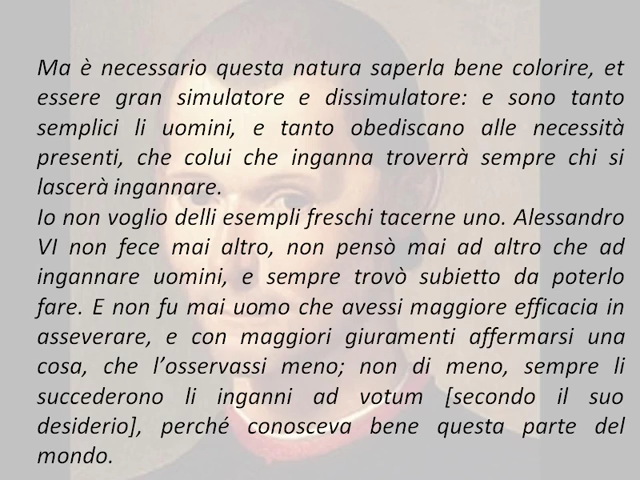 Ma è necessario questa natura saperla bene colorire, et
essere gran simulatore e dissimulatore: e sono tanto
semplici li uomini, e tanto obediscano alle necessità
presenti, che colui che inganna troverrà sempre chi si
lascerà ingannare.
Io non voglio delli esempli freschi tacerne uno. Alessandro
VI non fece mai altro, non pensò mai ad altro che ad
ingannare uomini, e sempre trovò subietto da poterlo
fare. E non fu mai uomo che avessi maggiore efficacia in
asseverare, e con maggiori giuramenti affermarsi una
cosa, che l’osservassi meno; non di meno, sempre li
succederono li inganni ad votum [secondo il suo
desiderio], perché conosceva bene questa parte del
mondo.